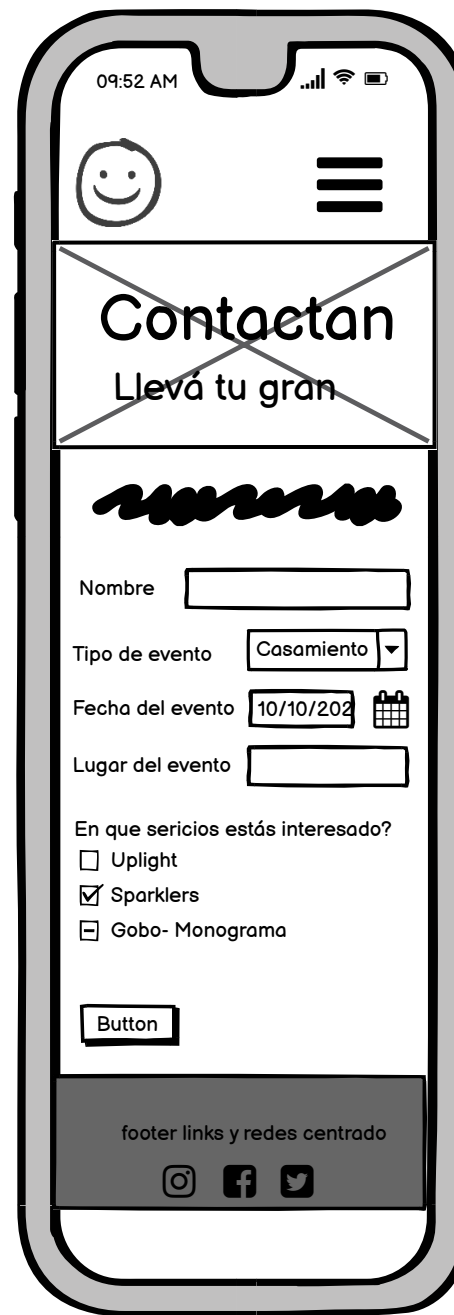 09:52 AM
Contactan
Llevá tu gran
Nombre
Tipo de evento Casamiento
Fecha del evento 10/10/202
Lugar del evento
En que sericios estás interesado?
Uplight
Sparklers
Gobo- Monograma
Button
footer links y redes centrado